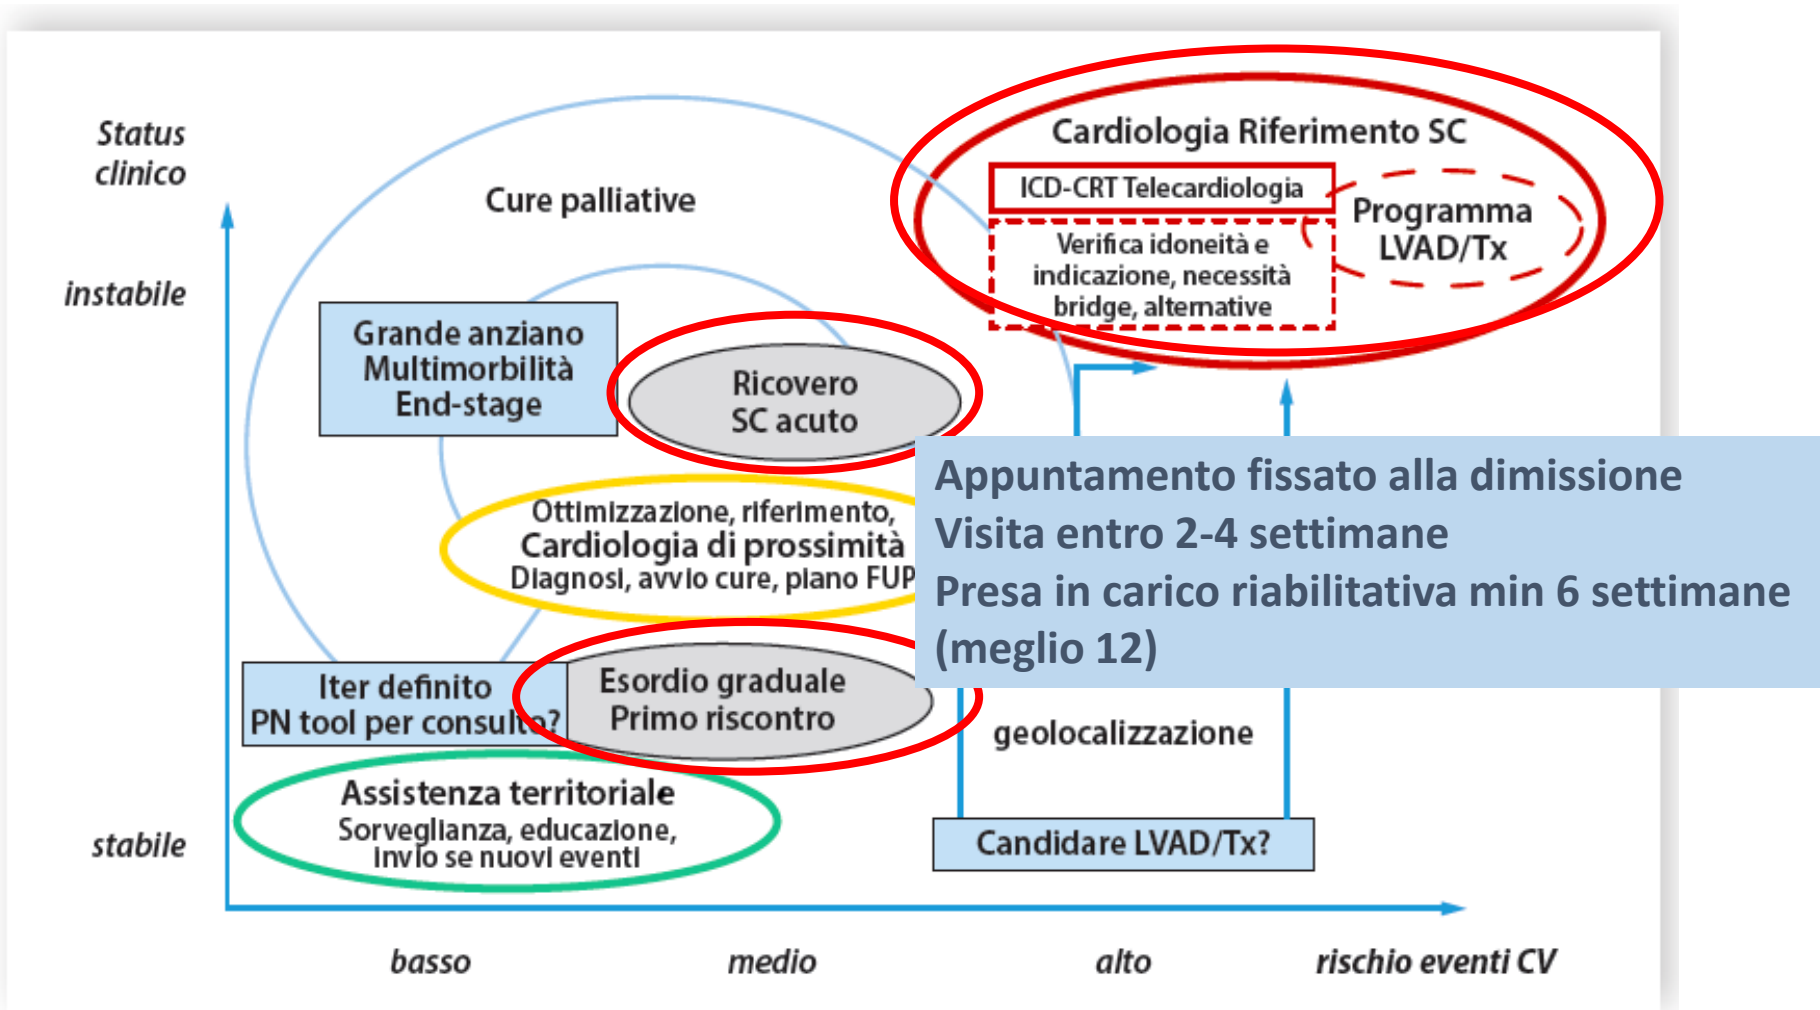 Status
clinico
instabile
stabile
Cure palliative
Cardiologia Riferimento SC
ICD-CRT Telecardiologia
Verifica idoneità e
indicazione, necessità
bridge, alternative
Programma
LVAD/Tx
Grande anziano
Multimorbilità
End-stage
Ricovero
SC acuto
Ottimizzazione, riferimento,
Cardiologia di prossimità
Diagnosi, avvio cure, piano FUP
Appuntamento fissato alla dimissione
Visita entro 2-4 settimane
Presa in carico riabilitativa min 6 settimane
(meglio 12)
Iter definito
PN tool per consulto?
Esordio graduale
Primo riscontro
geolocalizzazione
Assistenza territoriale
Sorveglianza, educazione,
invio se nuovi eventi
Candidare LVAD/Tx?
basso
medio
alto
rischio eventi CV